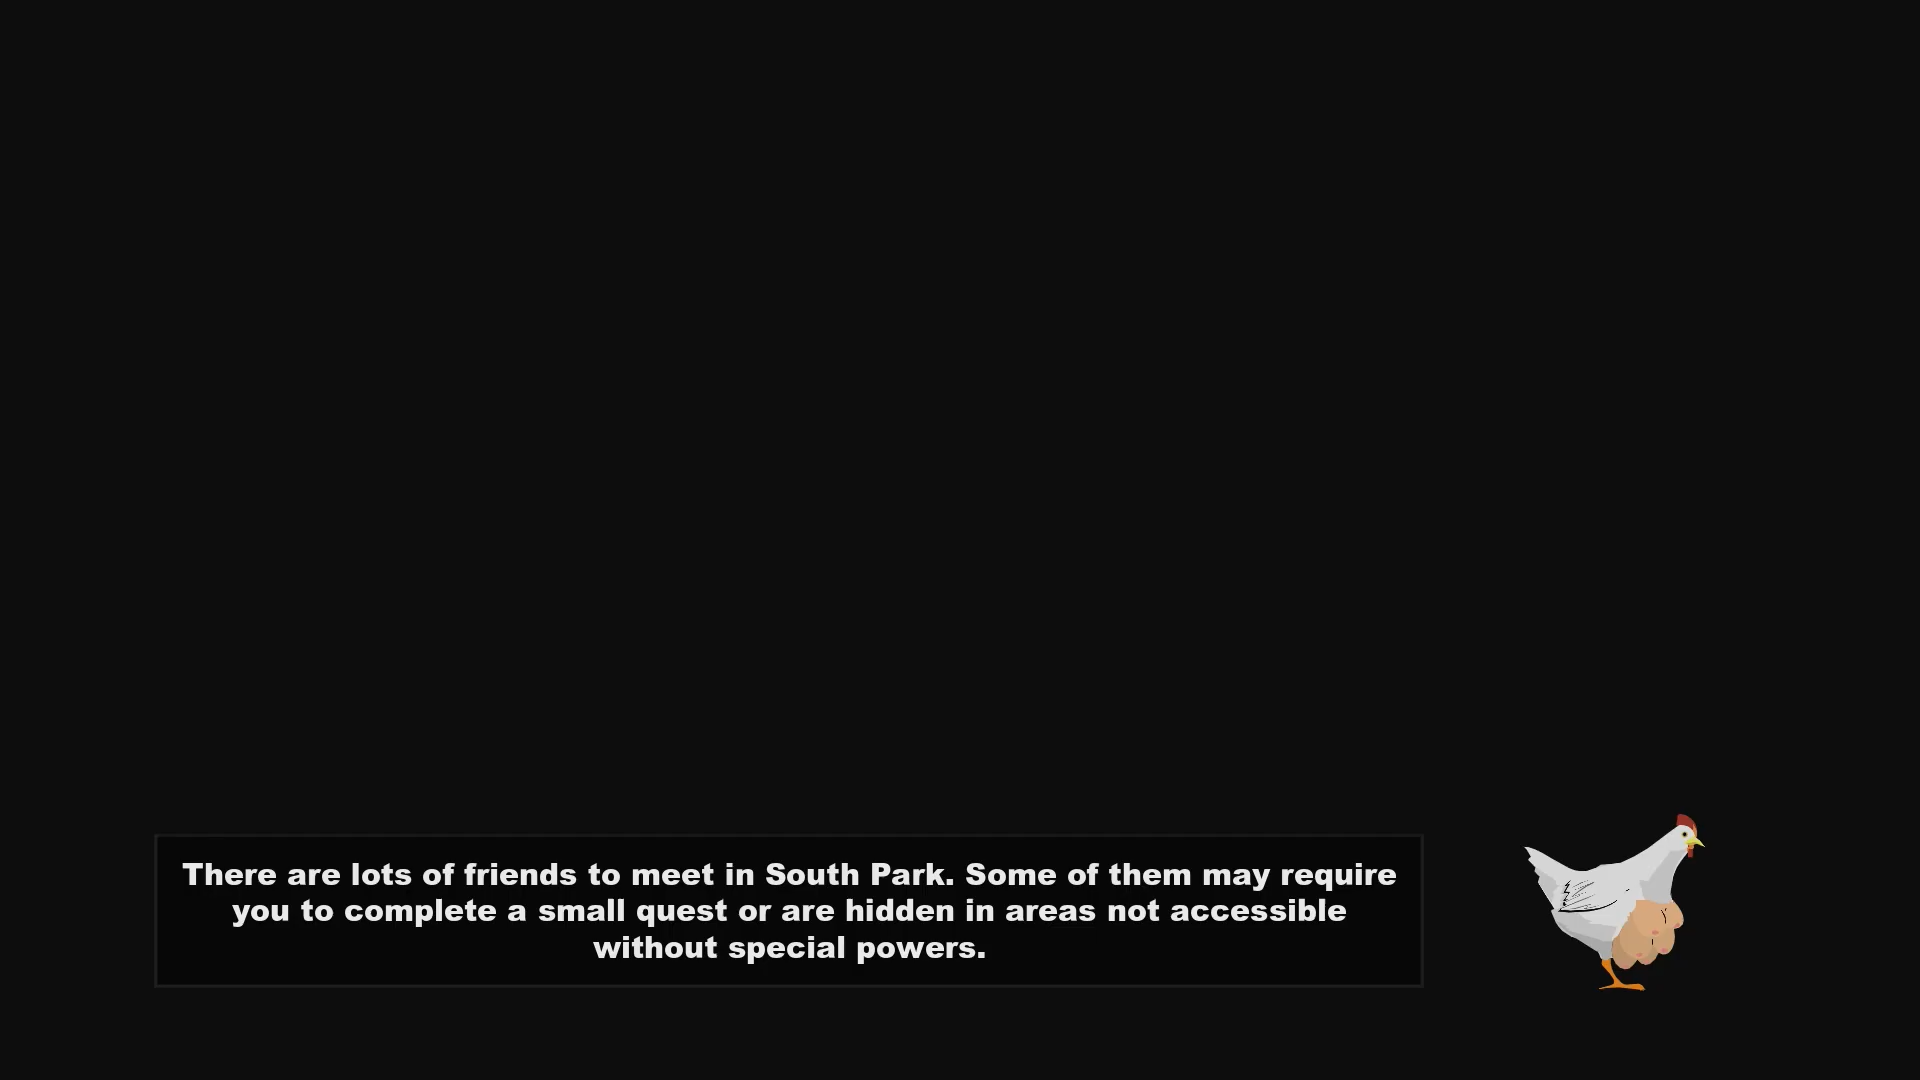 There are lots of friends to meet in South Park. Some of them may require
you to complete a small quest or are hidden in areas not accessible
without special powers.